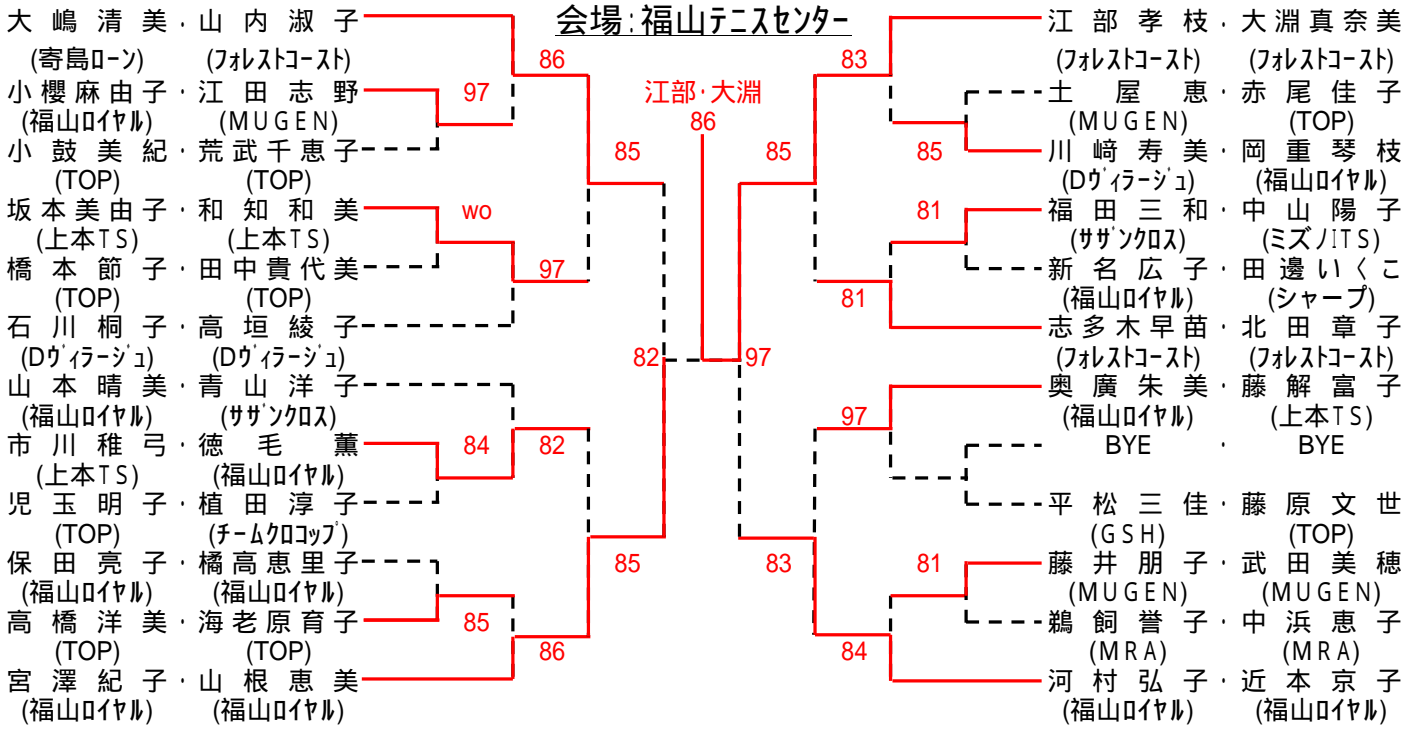 会場:福山テニスセンター
大嶋清美・山内淑子
(寄島ローン) (フォレストコースト)
86
小櫻麻由子・江田志野
97
(福山ロイヤル) (MUGEN)
小鼓美紀・荒武千恵子
(TOP) (TOP)
85
坂本美由子・和知和美
wo
(上本TS) (上本TS)
橋本節子・田中貴代美
97
(TOP) (TOP)
石川桐子・高垣綾子
(Dヴィラージュ) (Dヴィラージュ)
82
山本晴美・青山洋子
(福山ロイヤル) (サザンクロス)
市川稚弓・徳毛薫
84
82
(上本TS) (福山ロイヤル)
児玉明子・植田淳子
(TOP) (チームクロコップ)
保田亮子・橘高恵里子
85
(福山ロイヤル) (福山ロイヤル)
高橋洋美・海老原育子
85
(TOP) (TOP)
86
宮澤紀子・山根恵美
(福山ロイヤル) (福山ロイヤル)
江部・大淵
86
江部孝枝・大淵真奈美
(フォレストコースト) (フォレストコースト)
83
土屋恵・赤尾佳子
(MUGEN) (TOP)
85
85
川﨑寿美・岡重琴枝
(Dヴィラージュ) (福山ロイヤル)
81
福田三和・中山陽子
(サザンクロス) (ミズノITS)
新名広子・田邊いくこ
(福山ロイヤル) (シャープ)
81
志多木早苗・北田章子
(フォレストコースト) (フォレストコースト)
97
奥廣朱美・藤解富子
(福山ロイヤル) (上本TS)
97
BYE・BYE
平松三佳・藤原文世
(GSH) (TOP)
83
81
藤井朋子・武田美穂
(MUGEN) (MUGEN)
鵜飼誉子・中浜恵子
(MRA) (MRA)
84
河村弘子・近本京子
(福山ロイヤル) (福山ロイヤル)